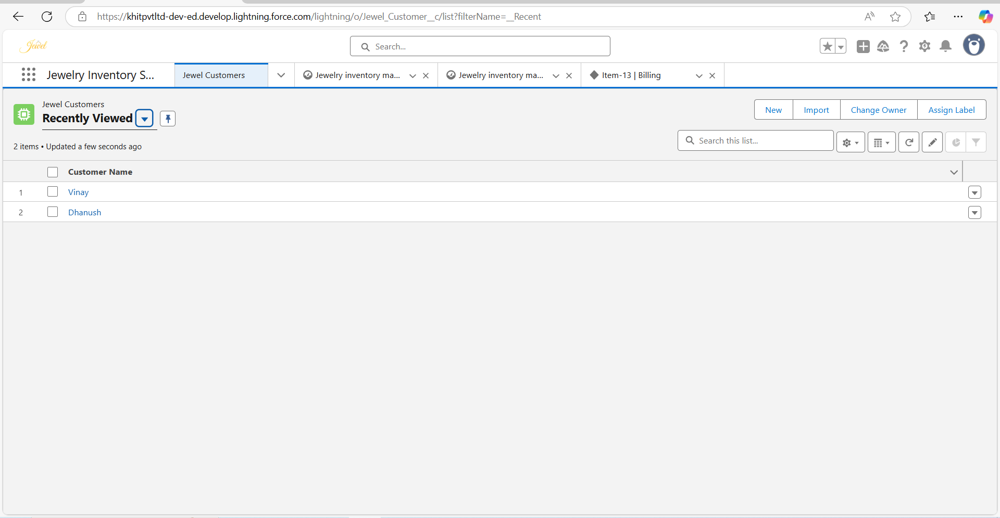 https://khitpvtltd-dev-ed.develop.lightning.force.com/lightning/o/Jewel_Customer__c/list?filterName=__Recent
Jewel
Search...
Jewelry Inventory S...
Jewel Customers
Jewelry inventory ma...
Jewelry inventory ma...
Item-13 | Billing
Jewel Customers
Recently Viewed
New
Import
Change Owner
Assign Label
2 items • Updated a few seconds ago
Search this list...
Customer Name
1
Vinay
2
Dhanush